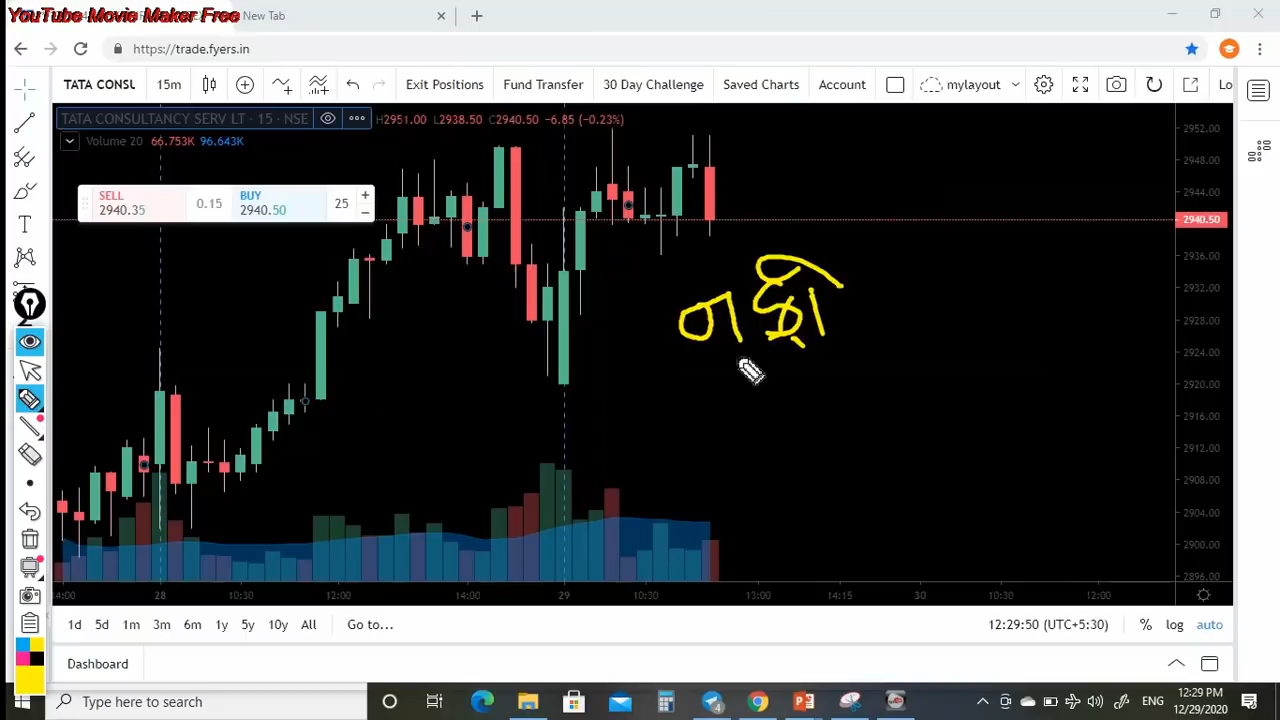 YouTube Movie Maker Free
New Tab
https://trade.fyers.in
TATA CONSUL 15m Exit Positions Fund Transfer 30 Day Challenge Saved Charts Account mylayout Lo
TATA CONSULTANCY SERV LT · 15 · NSE H2951.00 L2938.50 C2940.50 -6.85 (-0.23%)
Volume 20 66.753K 96.643K
SELL 2940.35 0.15 BUY 2940.50 25
2952.00
2948.00
2944.00
2940.50
2936.00
2932.00
2928.00
2924.00
2920.00
2916.00
2912.00
2908.00
2904.00
2900.00
2896.00
14:00 28 10:30 12:00 14:00 29 10:30 13:00 14:15 30 10:30 12:00
1d 5d 1m 3m 6m 1y 5y 10y All Go to... 12:29:50 (UTC+5:30) % log auto
Dashboard
Type here to search ENG 12:29 PM
12/29/2020